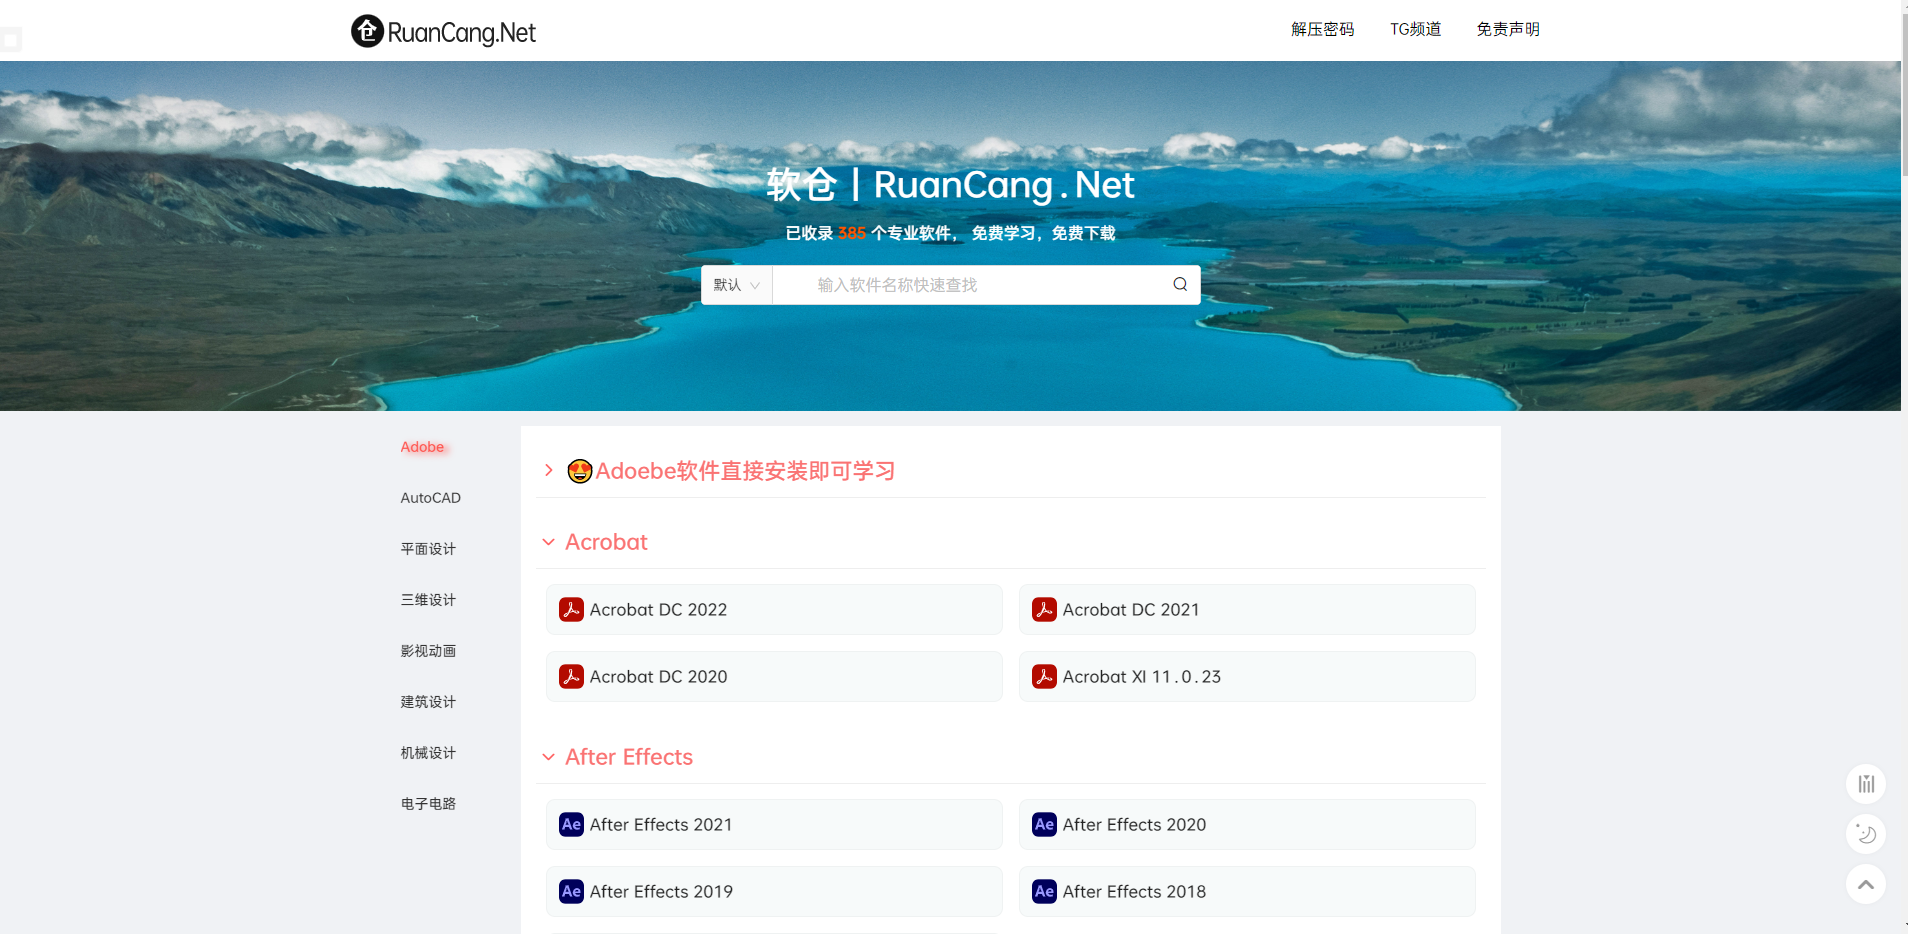 仓 RuanCang.Net
解压密码 TG频道 免责声明
软仓 | RuanCang.Net
已收录 385 个专业软件， 免费学习，免费下载
默认 输入软件名称快速查找
Adobe
AutoCAD
平面设计
三维设计
影视动画
建筑设计
机械设计
电子电路
Adoebe软件直接安装即可学习
Acrobat
Acrobat DC 2022
Acrobat DC 2021
Acrobat DC 2020
Acrobat XI 11.0.23
After Effects
Ae After Effects 2021
Ae After Effects 2020
Ae After Effects 2019
Ae After Effects 2018